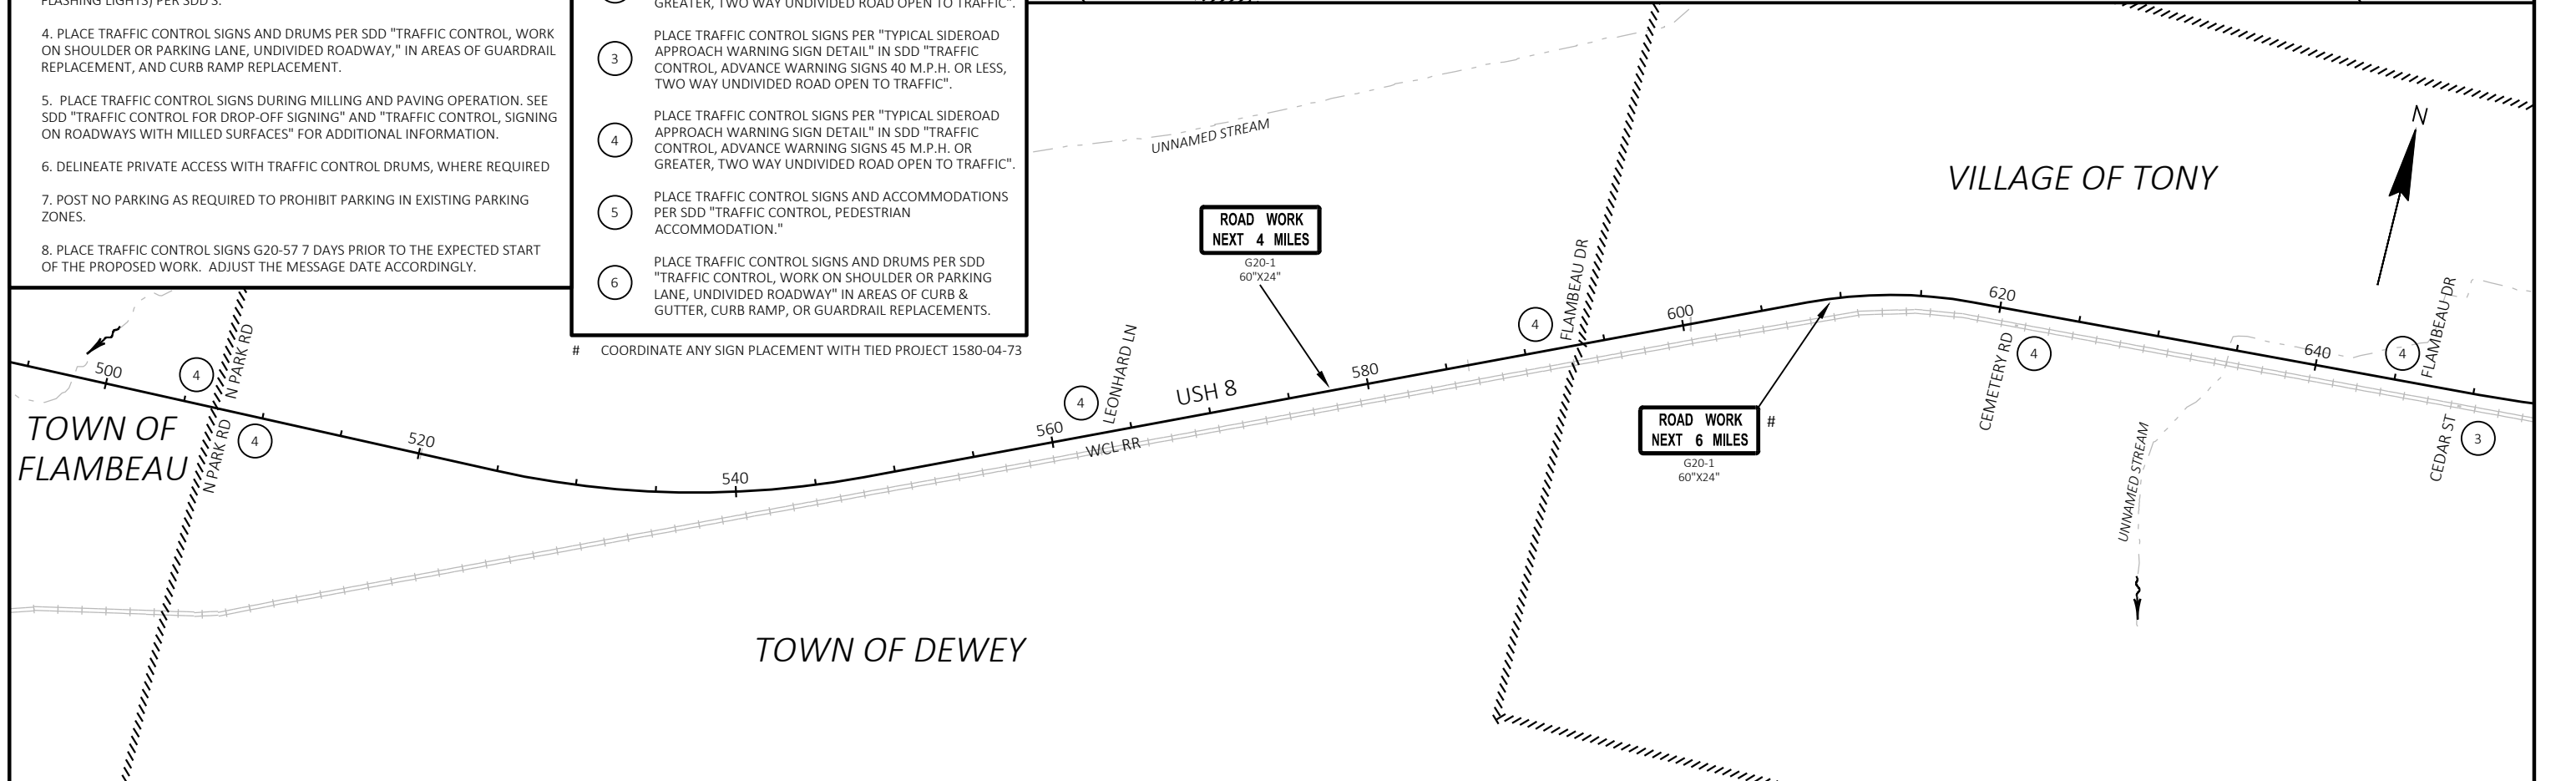 FLASHING LIGHTS) PER SDD'S.
4. PLACE TRAFFIC CONTROL SIGNS AND DRUMS PER SDD "TRAFFIC CONTROL, WORK
ON SHOULDER OR PARKING LANE, UNDIVIDED ROADWAY," IN AREAS OF GUARDRAIL
REPLACEMENT, AND CURB RAMP REPLACEMENT.
5. PLACE TRAFFIC CONTROL SIGNS DURING MILLING AND PAVING OPERATION. SEE
SDD "TRAFFIC CONTROL FOR DROP-OFF SIGNING" AND "TRAFFIC CONTROL, SIGNING
ON ROADWAYS WITH MILLED SURFACES" FOR ADDITIONAL INFORMATION.
6. DELINEATE PRIVATE ACCESS WITH TRAFFIC CONTROL DRUMS, WHERE REQUIRED
7. POST NO PARKING AS REQUIRED TO PROHIBIT PARKING IN EXISTING PARKING
ZONES.
8. PLACE TRAFFIC CONTROL SIGNS G20-57 7 DAYS PRIOR TO THE EXPECTED START
OF THE PROPOSED WORK. ADJUST THE MESSAGE DATE ACCORDINGLY.
GREATER, TWO WAY UNDIVIDED ROAD OPEN TO TRAFFIC".
3
PLACE TRAFFIC CONTROL SIGNS PER "TYPICAL SIDEROAD
APPROACH WARNING SIGN DETAIL" IN SDD "TRAFFIC
CONTROL, ADVANCE WARNING SIGNS 40 M.P.H. OR LESS,
TWO WAY UNDIVIDED ROAD OPEN TO TRAFFIC".
4
PLACE TRAFFIC CONTROL SIGNS PER "TYPICAL SIDEROAD
APPROACH WARNING SIGN DETAIL" IN SDD "TRAFFIC
CONTROL, ADVANCE WARNING SIGNS 45 M.P.H. OR
GREATER, TWO WAY UNDIVIDED ROAD OPEN TO TRAFFIC".
5
PLACE TRAFFIC CONTROL SIGNS AND ACCOMMODATIONS
PER SDD "TRAFFIC CONTROL, PEDESTRIAN
ACCOMMODATION."
6
PLACE TRAFFIC CONTROL SIGNS AND DRUMS PER SDD
"TRAFFIC CONTROL, WORK ON SHOULDER OR PARKING
LANE, UNDIVIDED ROADWAY" IN AREAS OF CURB &
GUTTER, CURB RAMP, OR GUARDRAIL REPLACEMENTS.
# COORDINATE ANY SIGN PLACEMENT WITH TIED PROJECT 1580-04-73
UNNAMED STREAM
VILLAGE OF TONY
N
ROAD WORK
NEXT 4 MILES
G20-1
60"X24"
500
4
N PARK RD
N PARK RD
4
TOWN OF
FLAMBEAU
520
540
560
4
LEONHARD LN
USH 8
WCL RR
580
4
FLAMBEAU DR
600
ROAD WORK
NEXT 6 MILES
#
G20-1
60"X24"
620
CEMETERY RD
4
640
4
FLAMBEAU DR
CEDAR ST
3
UNNAMED STREAM
TOWN OF DEWEY